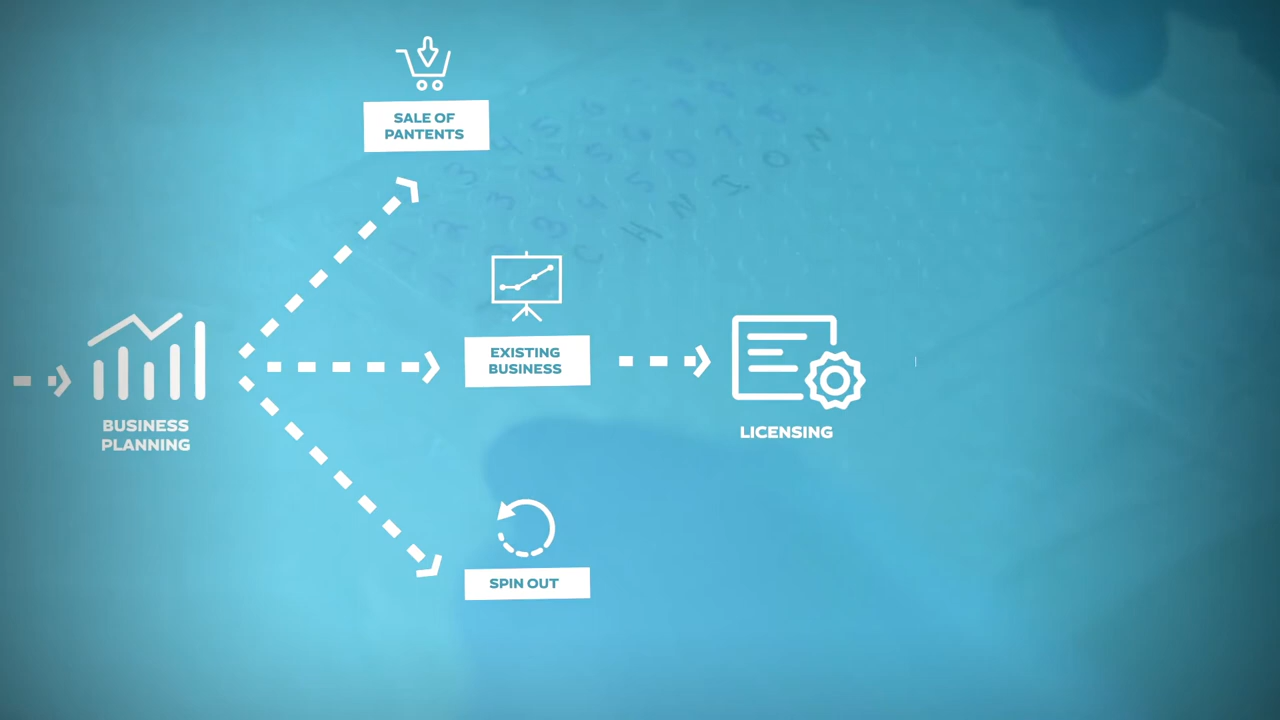 SALE OF
PANTENTS
EXISTING
BUSINESS
BUSINESS
PLANNING
LICENSING
SPIN OUT